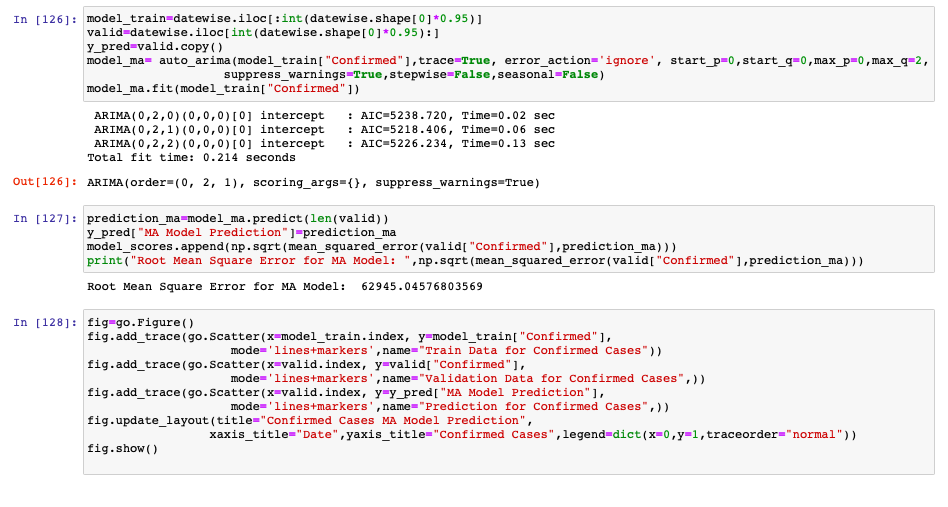 In [126]: model_train=datewise.iloc[:int(datewise.shape[0]*0.95)]
valid=datewise.iloc[int(datewise.shape[0]*0.95):]
y_pred=valid.copy()
model_ma= auto_arima(model_train["Confirmed"],trace=True, error_action='ignore', start_p=0,start_q=0,max_p=0,max_q=2,
suppress_warnings=True,stepwise=False,seasonal=False)
model_ma.fit(model_train["Confirmed"])
ARIMA(0,2,0)(0,0,0)[0] intercept   : AIC=5238.720, Time=0.02 sec
ARIMA(0,2,1)(0,0,0)[0] intercept   : AIC=5218.406, Time=0.06 sec
ARIMA(0,2,2)(0,0,0)[0] intercept   : AIC=5226.234, Time=0.13 sec
Total fit time: 0.214 seconds
Out[126]: ARIMA(order=(0, 2, 1), scoring_args={}, suppress_warnings=True)
In [127]: prediction_ma=model_ma.predict(len(valid))
y_pred["MA Model Prediction"]=prediction_ma
model_scores.append(np.sqrt(mean_squared_error(valid["Confirmed"],prediction_ma)))
print("Root Mean Square Error for MA Model: ",np.sqrt(mean_squared_error(valid["Confirmed"],prediction_ma)))
Root Mean Square Error for MA Model:  62945.04576803569
In [128]: fig=go.Figure()
fig.add_trace(go.Scatter(x=model_train.index, y=model_train["Confirmed"],
mode='lines+markers',name="Train Data for Confirmed Cases"))
fig.add_trace(go.Scatter(x=valid.index, y=valid["Confirmed"],
mode='lines+markers',name="Validation Data for Confirmed Cases",))
fig.add_trace(go.Scatter(x=valid.index, y=y_pred["MA Model Prediction"],
mode='lines+markers',name="Prediction for Confirmed Cases",))
fig.update_layout(title="Confirmed Cases MA Model Prediction",
xaxis_title="Date",yaxis_title="Confirmed Cases",legend=dict(x=0,y=1,traceorder="normal"))
fig.show()